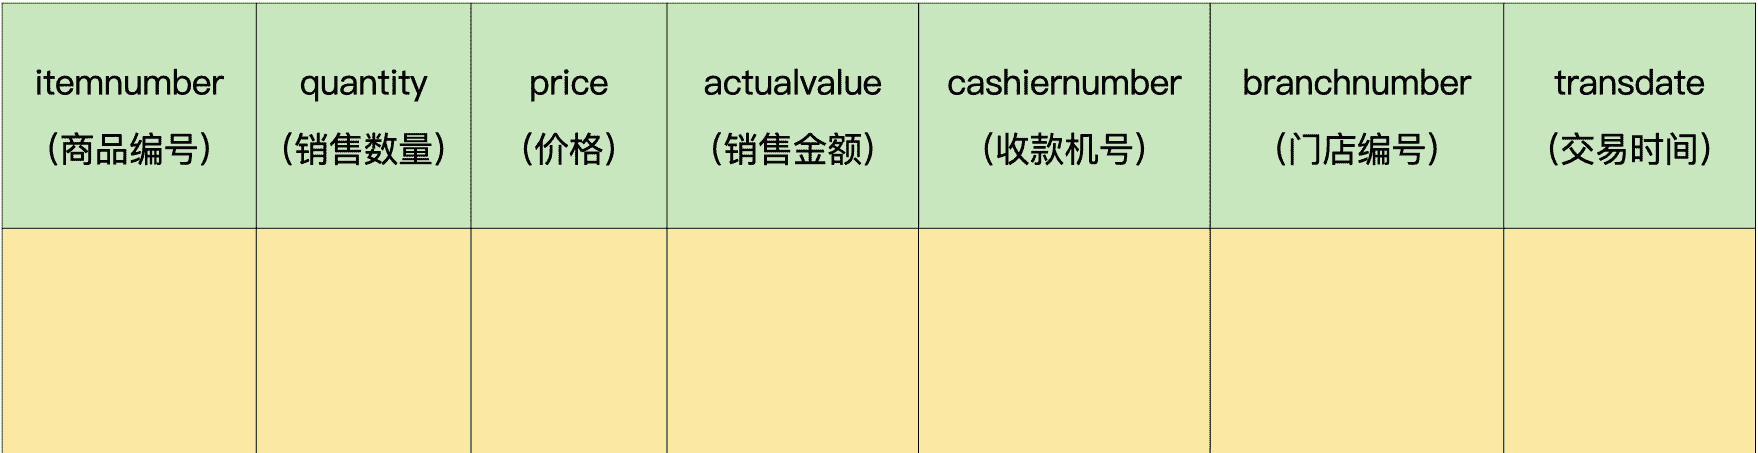 itemnumber quantity price actualvalue cashiernumber branchnumber transdate
（商品编号） （销售数量） （价格） （销售金额） （收款机号） （门店编号） （交易时间）